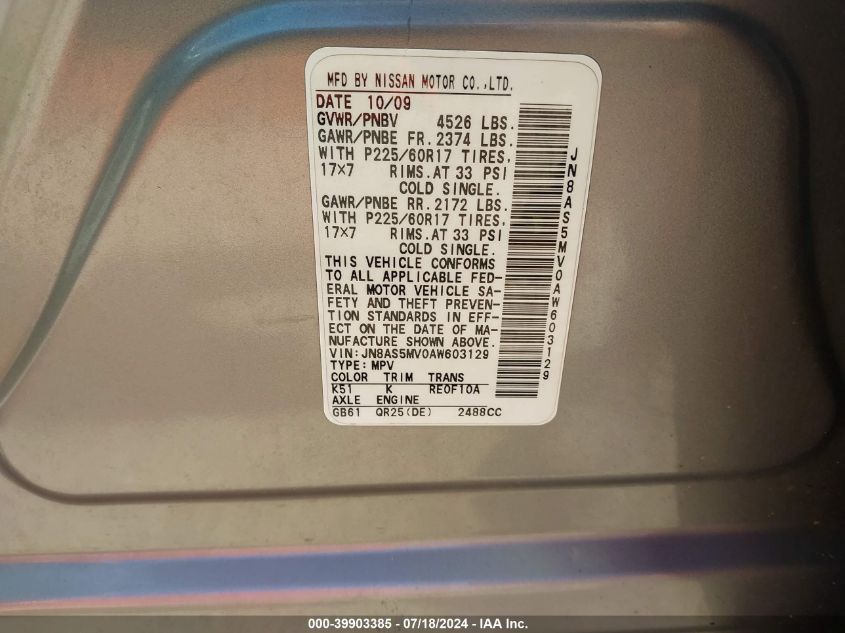 MFD BY NISSAN MOTOR CO.,LTD.
DATE 10/09
GVWR/PNBV 4526 LBS.
GAWR/PNBE FR. 2374 LBS.
WITH P225/60R17 TIRES.
17×7 RIMS. AT 33 PSI
COLD SINGLE.
GAWR/PNBE RR. 2172 LBS.
WITH P225/60R17 TIRES.
17×7 RIMS. AT 33 PSI
COLD SINGLE.
THIS VEHICLE CONFORMS
TO ALL APPLICABLE FED-
ERAL MOTOR VEHICLE SA-
FETY AND THEFT PREVEN-
TION STANDARDS IN EFF-
ECT ON THE DATE OF MA-
NUFACTURE SHOWN ABOVE.
VIN: JN8AS5MV0AW603129
TYPE: MPV
COLOR TRIM TRANS
K51 K RE0F10A
AXLE ENGINE
GB61 QR25(DE) 2488CC
JN8AS5MV0AW603129
000-39903385 - 07/18/2024 - IAA Inc.